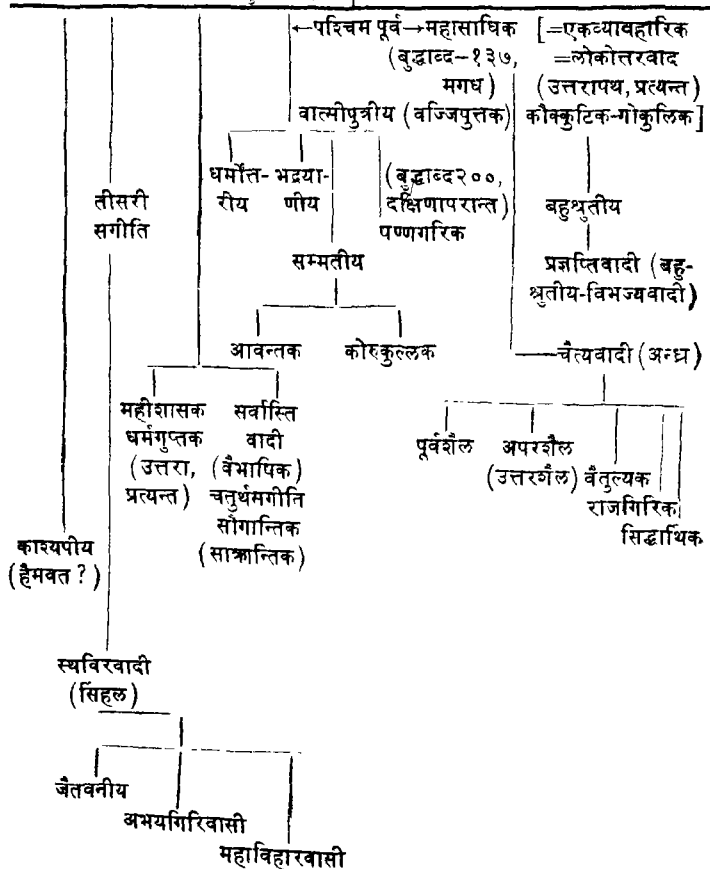 ←पश्चिम पूर्व→महासाधिक [=एकव्यावहारिक
(बुद्धाब्द-१३७, =लोकोत्तरवाद
मगध) (उत्तरापथ, प्रत्यन्त)
वात्मीपुत्रीय (वज्जिपुत्तक) कौक्कुटिक-गोकुलिक]
धर्मोत्त- भद्रया- (बुद्धाब्द२००,
रीय णीय दक्षिणापरान्त)
तीसरी बहुश्रुतीय
सगीति पण्णगरिक
सम्मतीय प्रज्ञप्तिवादी (बहु-
श्रुतीय-विभज्यवादी)
आवन्तक कोरुकुल्लक चैत्यवादी (अन्ध्र)
महीशासक सर्वास्ति
धर्मगुप्तक वादी पूर्वशैल अपरशैल
(उत्तरा, (वैभापिक) (उत्तरशैल) वैतुल्यक
प्रत्यन्त) चतुर्थमगीति राजगिरिक
सौगान्तिक सिद्धार्थिक
काश्यपीय (साक्रान्तिक)
(हैमवत ?)
स्थविरवादी
(सिंहल)
जैतवनीय
अभयगिरिवासी
महाविहारवासी